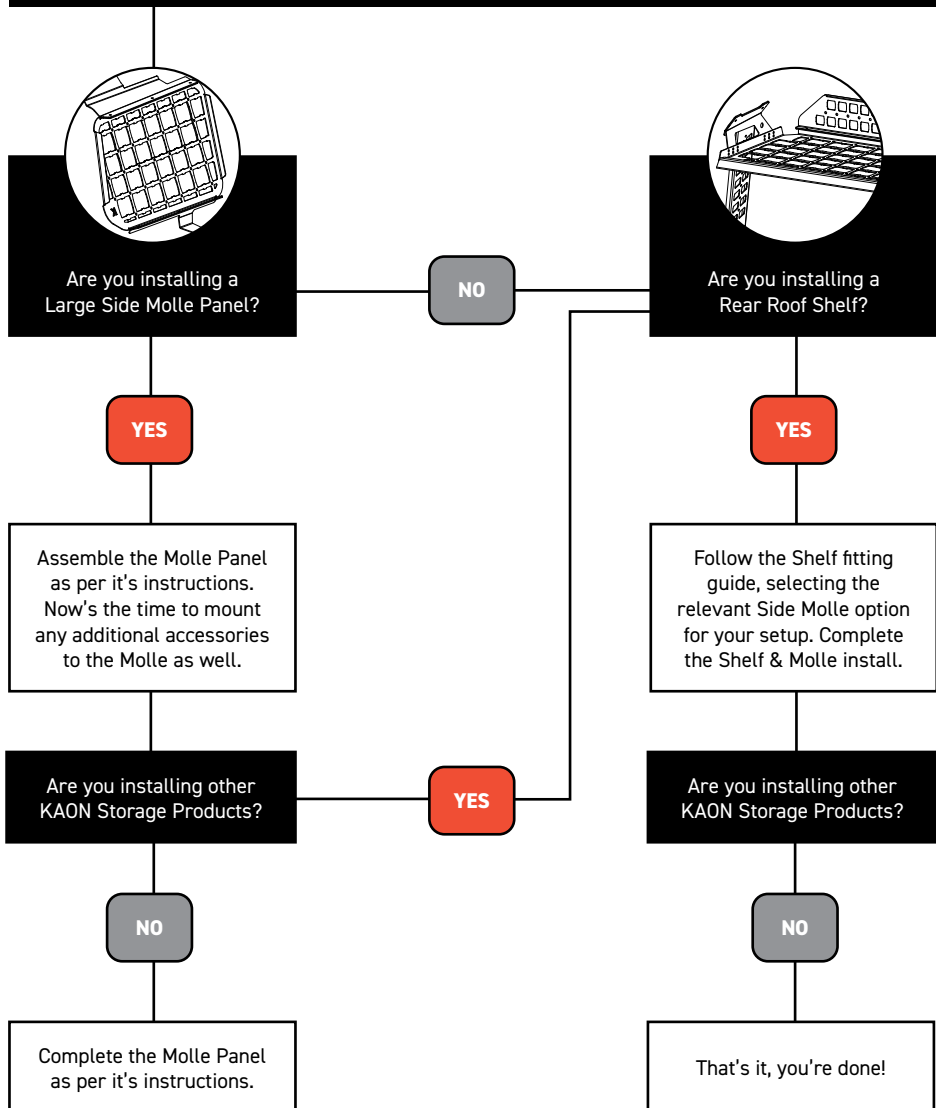 Are you installing a
Large Side Molle Panel?
NO
Are you installing a
Rear Roof Shelf?
YES
YES
Assemble the Molle Panel
as per it's instructions.
Now's the time to mount
any additional accessories
to the Molle as well.
Follow the Shelf fitting
guide, selecting the
relevant Side Molle option
for your setup. Complete
the Shelf & Molle install.
Are you installing other
KAON Storage Products?
YES
Are you installing other
KAON Storage Products?
NO
NO
Complete the Molle Panel
as per it's instructions.
That's it, you're done!